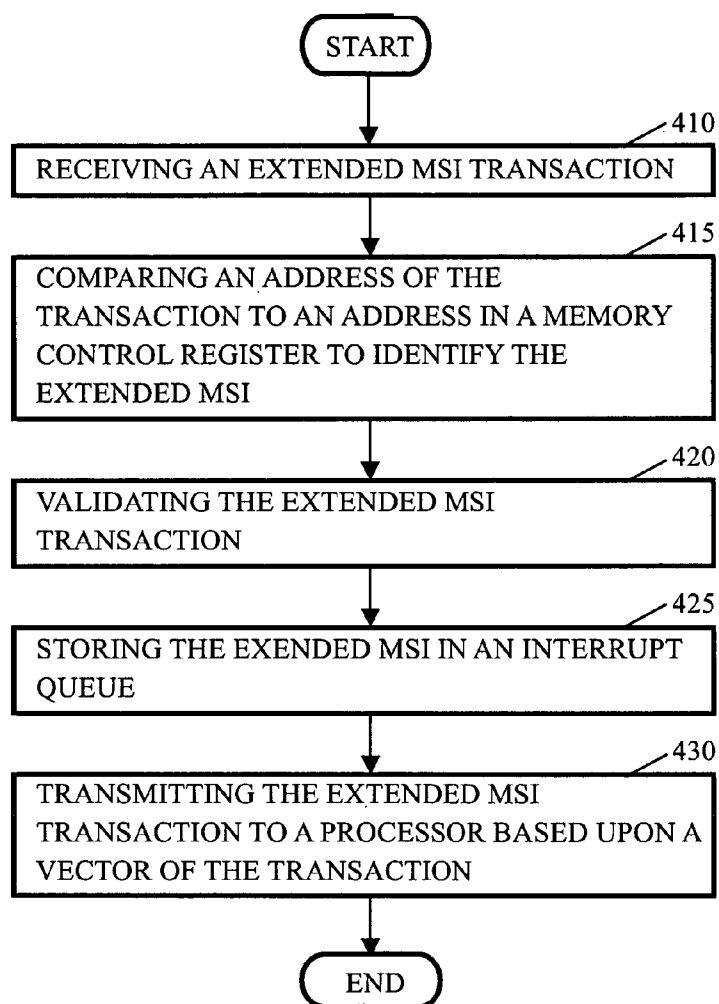 START
410
RECEIVING AN EXTENDED MSI TRANSACTION
415
COMPARING AN ADDRESS OF THE
TRANSACTION TO AN ADDRESS IN A MEMORY
CONTROL REGISTER TO IDENTIFY THE
EXTENDED MSI
420
VALIDATING THE EXTENDED MSI
TRANSACTION
425
STORING THE EXENDED MSI IN AN INTERRUPT
QUEUE
430
TRANSMITTING THE EXTENDED MSI
TRANSACTION TO A PROCESSOR BASED UPON A
VECTOR OF THE TRANSACTION
END